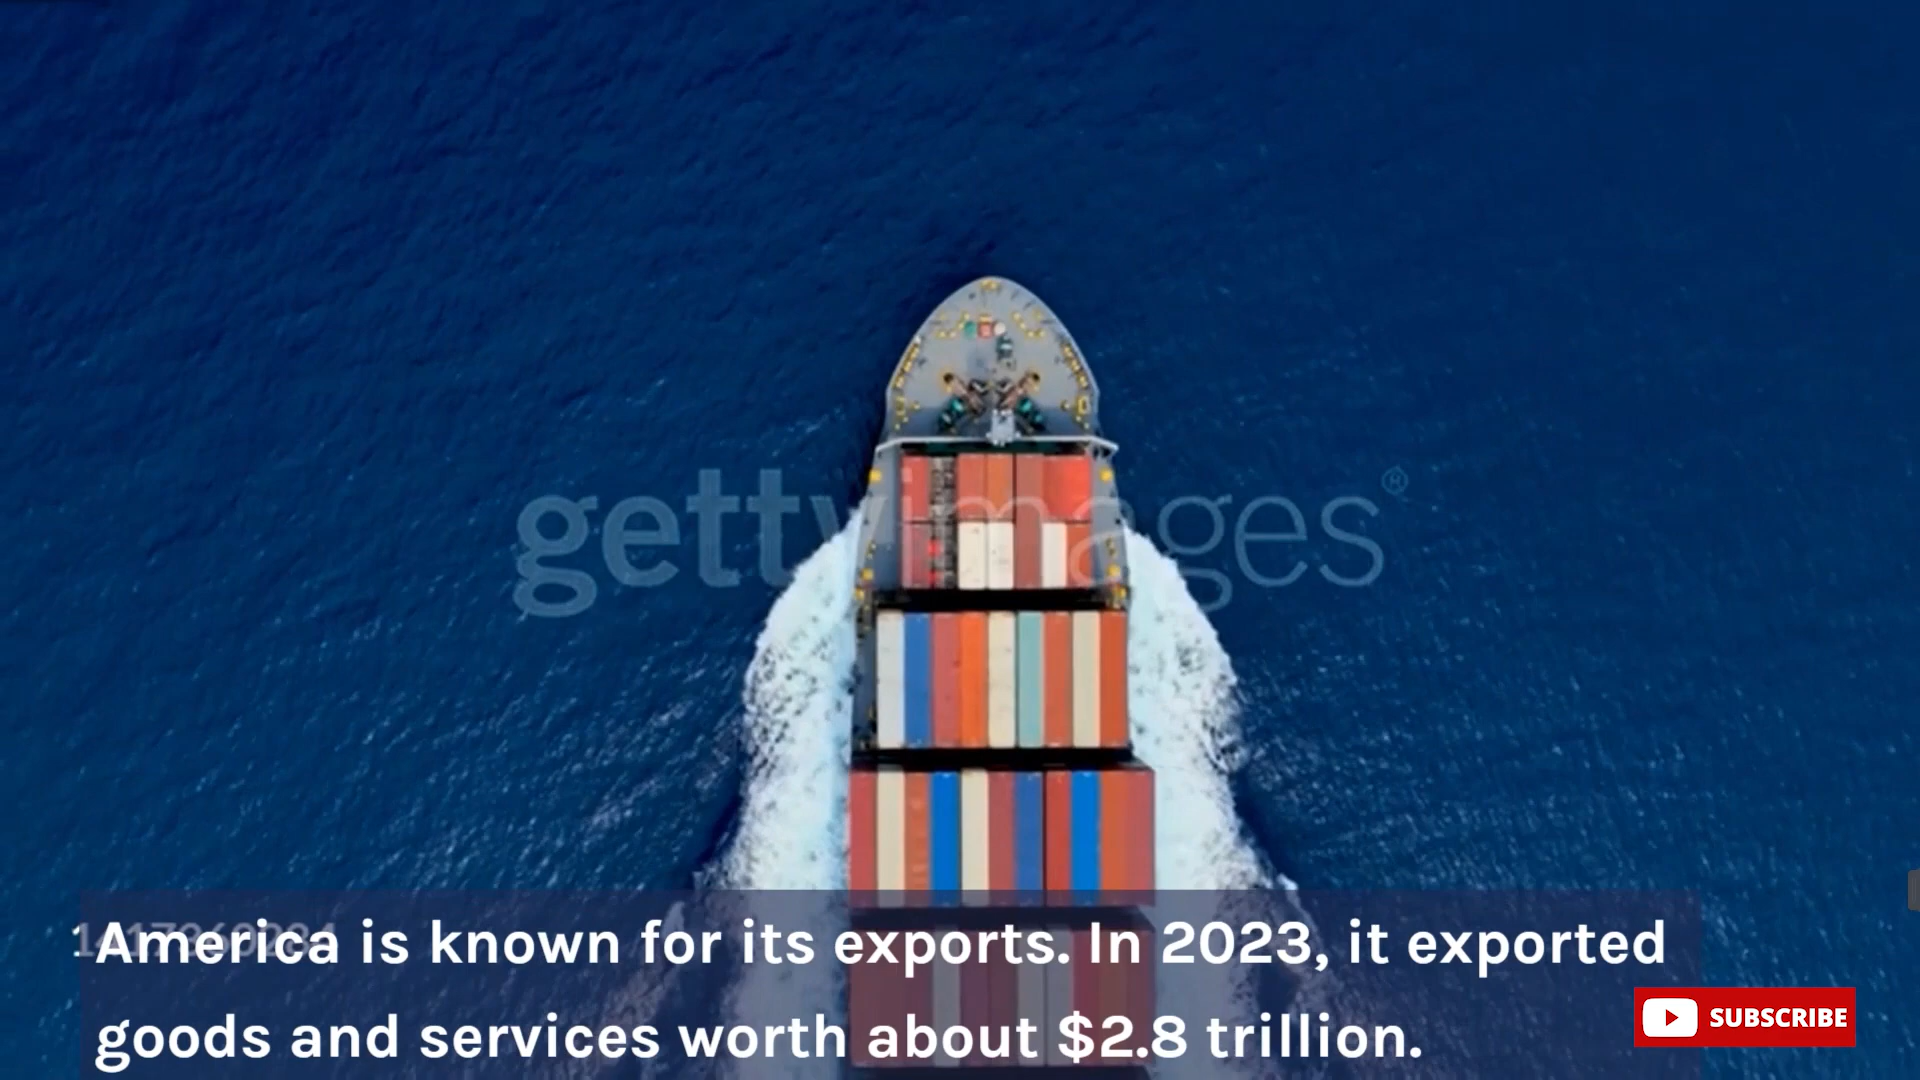 gettyimages®
America is known for its exports. In 2023, it exported
goods and services worth about $2.8 trillion.
SUBSCRIBE